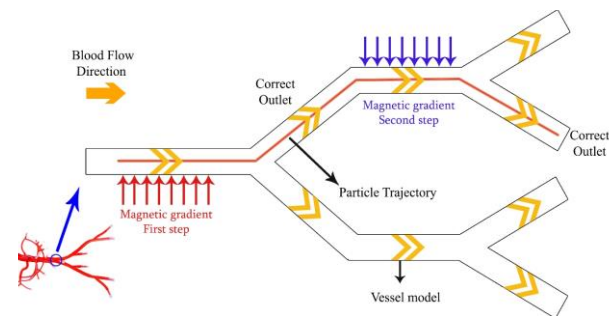 Blood Flow
Direction
Correct
Outlet
Magnetic gradient
Second step
Correct
Outlet
Particle Trajectory
Magnetic gradient
First step
Vessel model